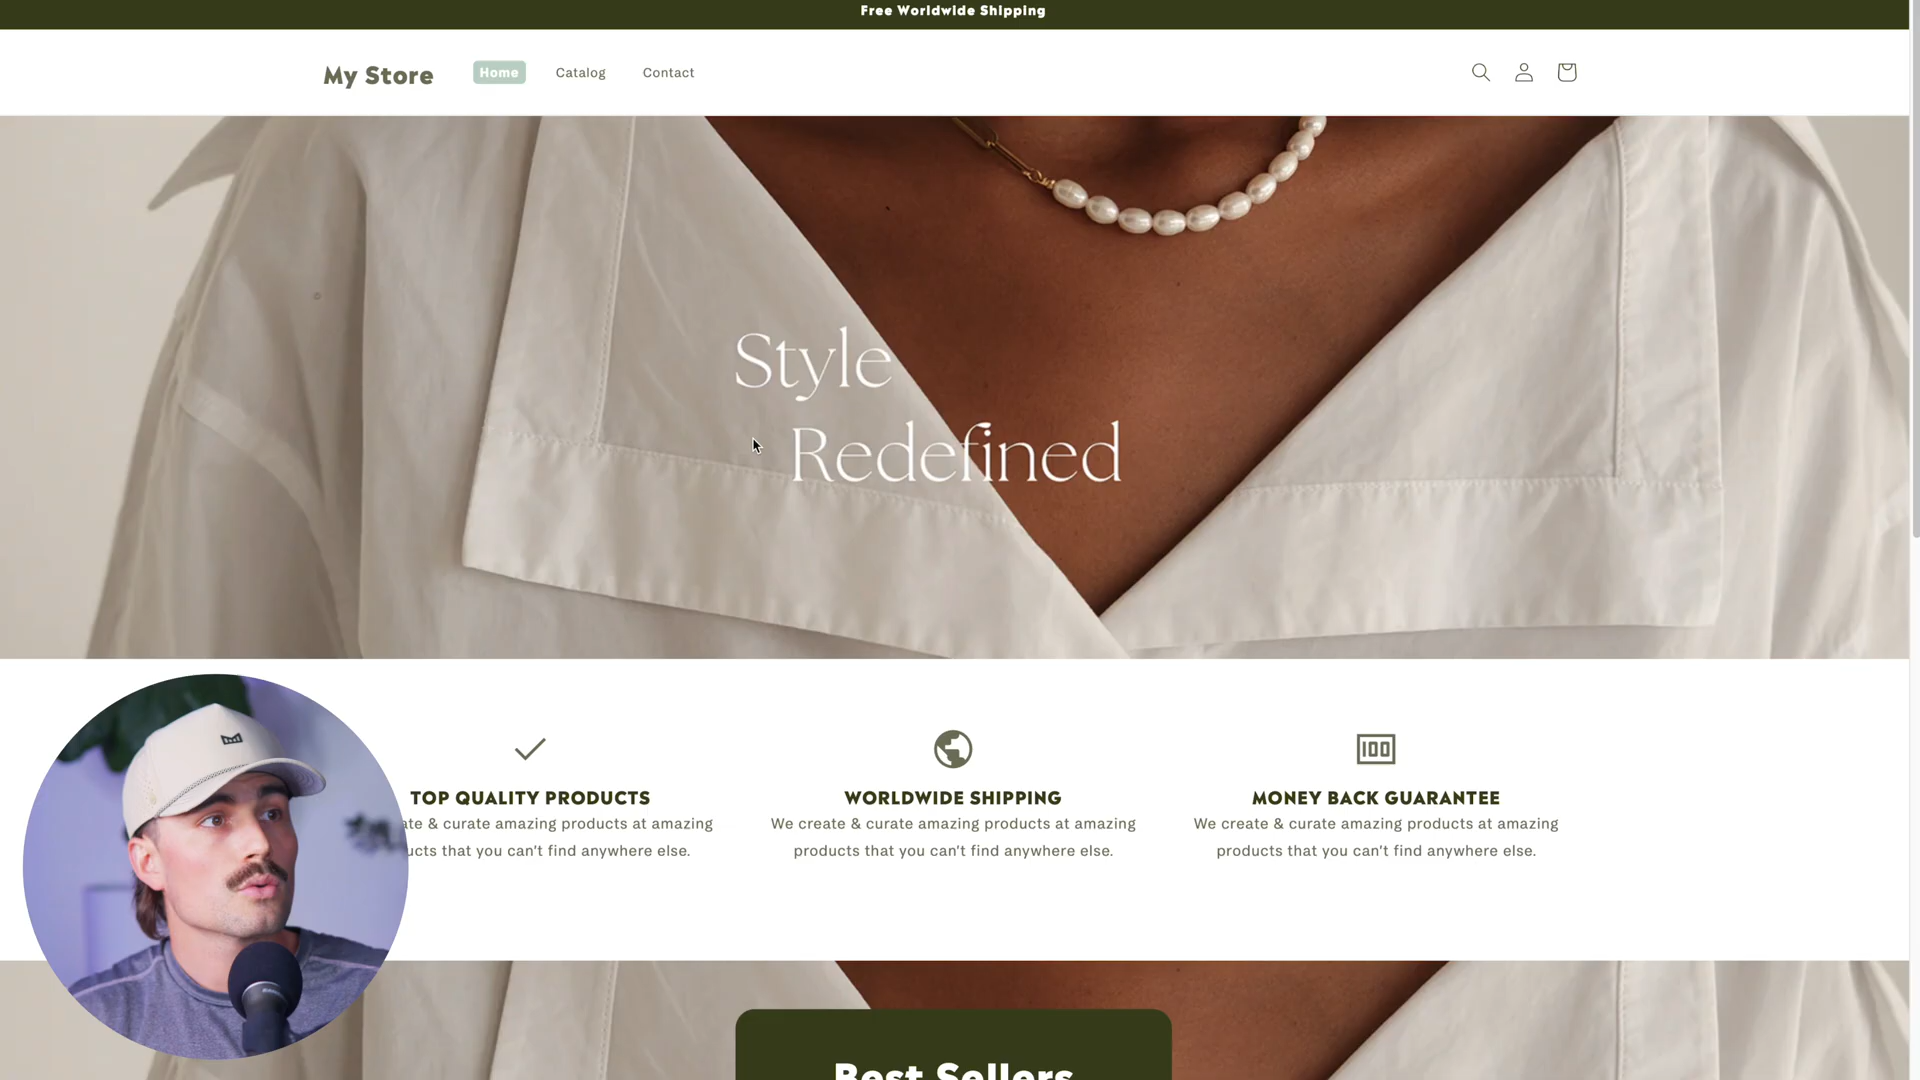 Free Worldwide Shipping
My Store
Home
Catalog
Contact
Style
Redefined
TOP QUALITY PRODUCTS
amazing products at amazing
that you can't find anywhere else.
WORLDWIDE SHIPPING
We create & curate amazing products at amazing
products that you can't find anywhere else.
100
MONEY BACK GUARANTEE
We create & curate amazing products at amazing
products that you can't find anywhere else.
Best Sellers